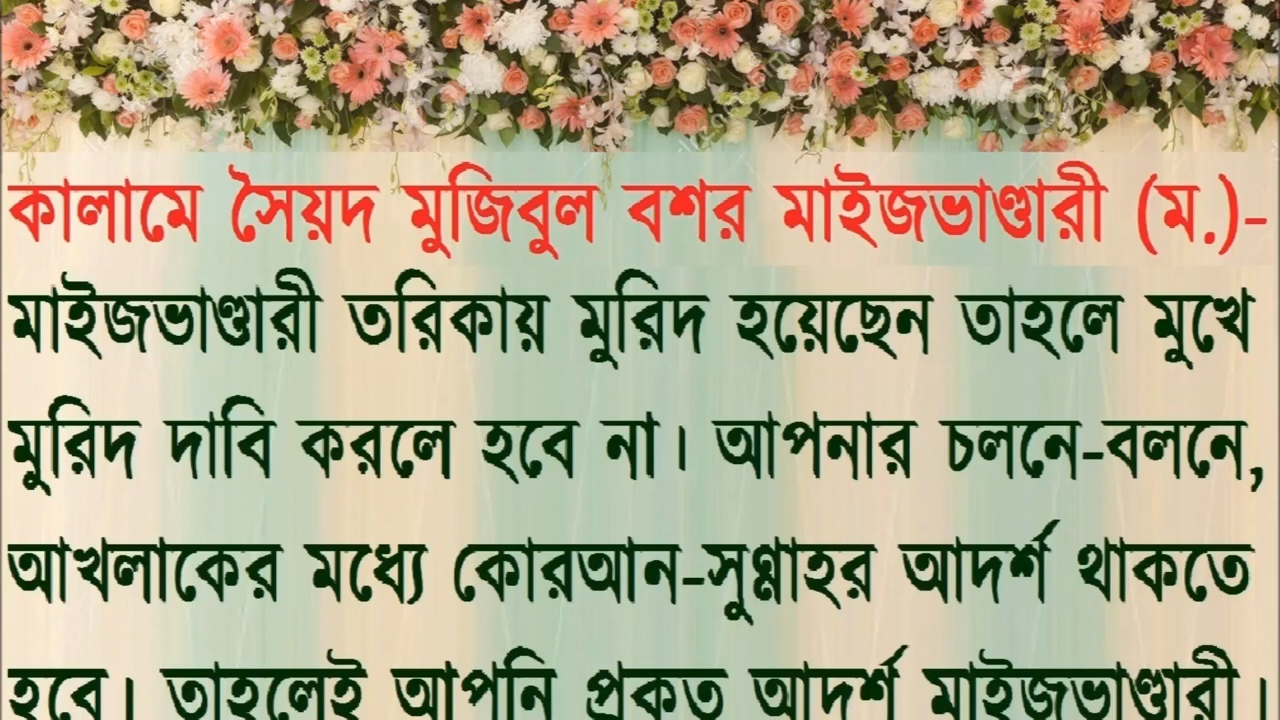 কালামে সৈয়দ মুজিবুল বশর মাইজভাণ্ডারী (ম.)-
মাইজভাণ্ডারী তরিকায় মুরিদ হয়েছেন তাহলে মুখে
মুরিদ দাবি করলে হবে না। আপনার চলনে-বলনে,
আখলাকের মধ্যে কোরআন-সুণ্নাহর আদর্শ থাকতে
হবে। তাহলেই আপনি প্রকৃত আদর্শ মাইজভাণ্ডারী।